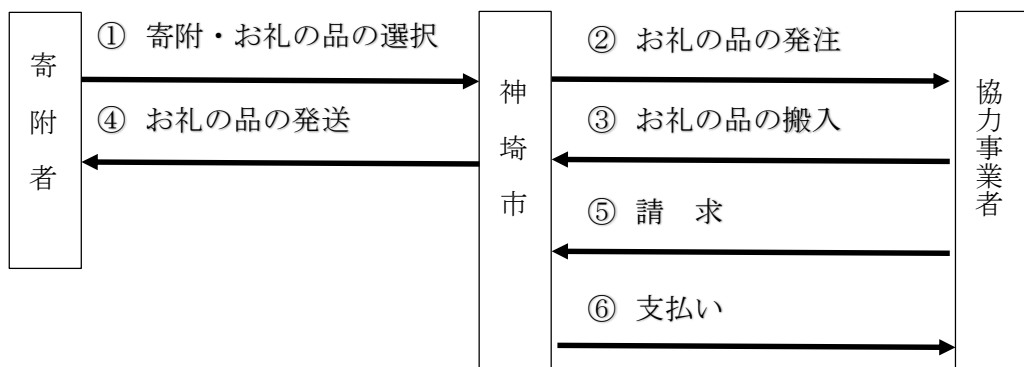 ① 寄附・お礼の品の選択
② お礼の品の発注
寄附者
神埼市
協力事業者
④ お礼の品の発送
③ お礼の品の搬入
⑤ 請　求
⑥ 支払い